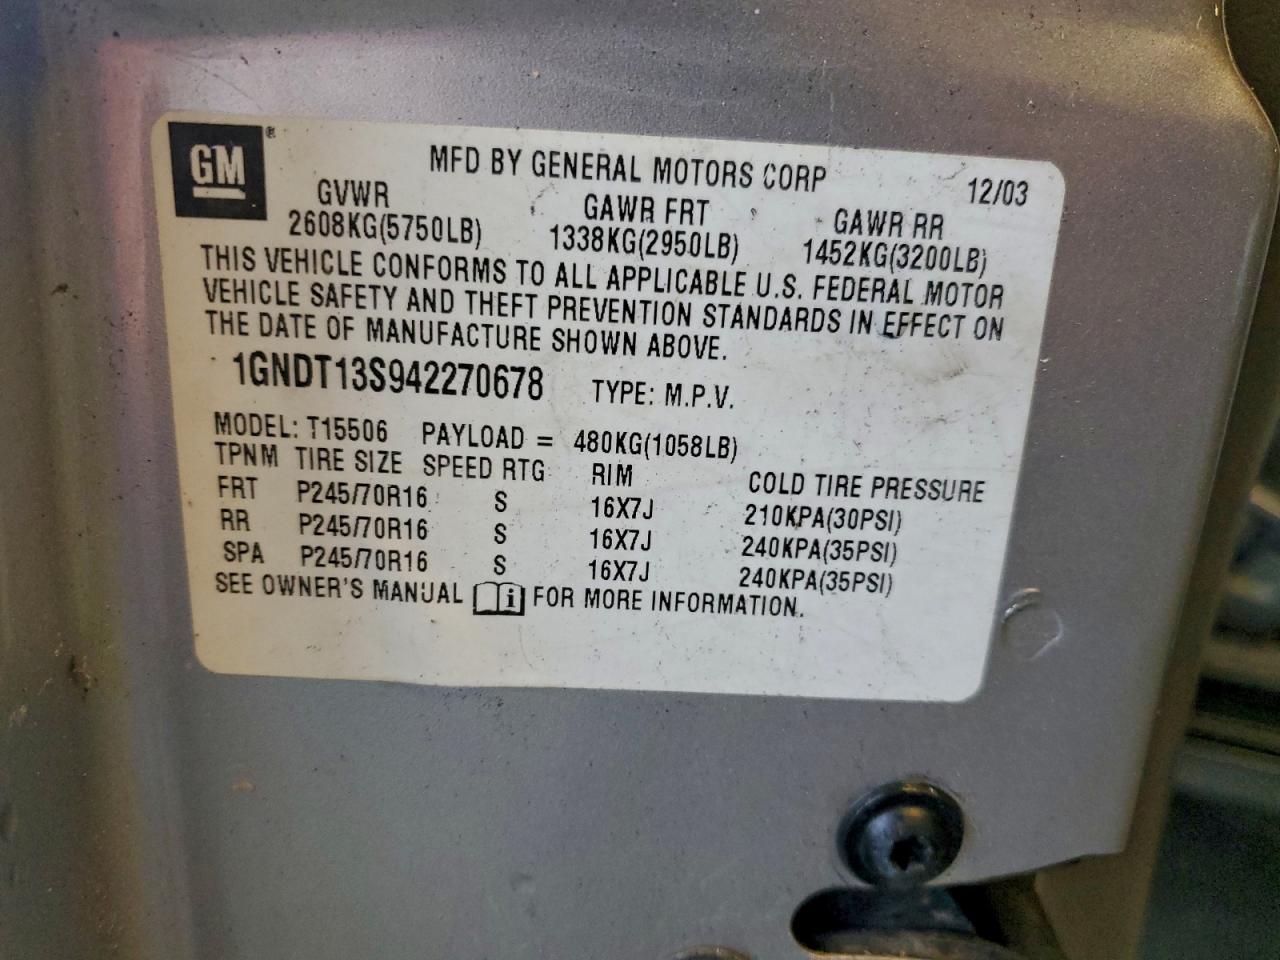 GM®
MFD BY GENERAL MOTORS CORP 12/03
GVWR GAWR FRT GAWR RR
2608KG(5750LB) 1338KG(2950LB) 1452KG(3200LB)
THIS VEHICLE CONFORMS TO ALL APPLICABLE U.S. FEDERAL MOTOR
VEHICLE SAFETY AND THEFT PREVENTION STANDARDS IN EFFECT ON
THE DATE OF MANUFACTURE SHOWN ABOVE.
1GNDT13S942270678 TYPE: M.P.V.
MODEL: T15506 PAYLOAD = 480KG(1058LB)
TPNM TIRE SIZE SPEED RTG RIM COLD TIRE PRESSURE
FRT P245/70R16 S 16X7J 210KPA(30PSI)
RR P245/70R16 S 16X7J 240KPA(35PSI)
SPA P245/70R16 S 16X7J 240KPA(35PSI)
SEE OWNER'S MANUAL i FOR MORE INFORMATION.